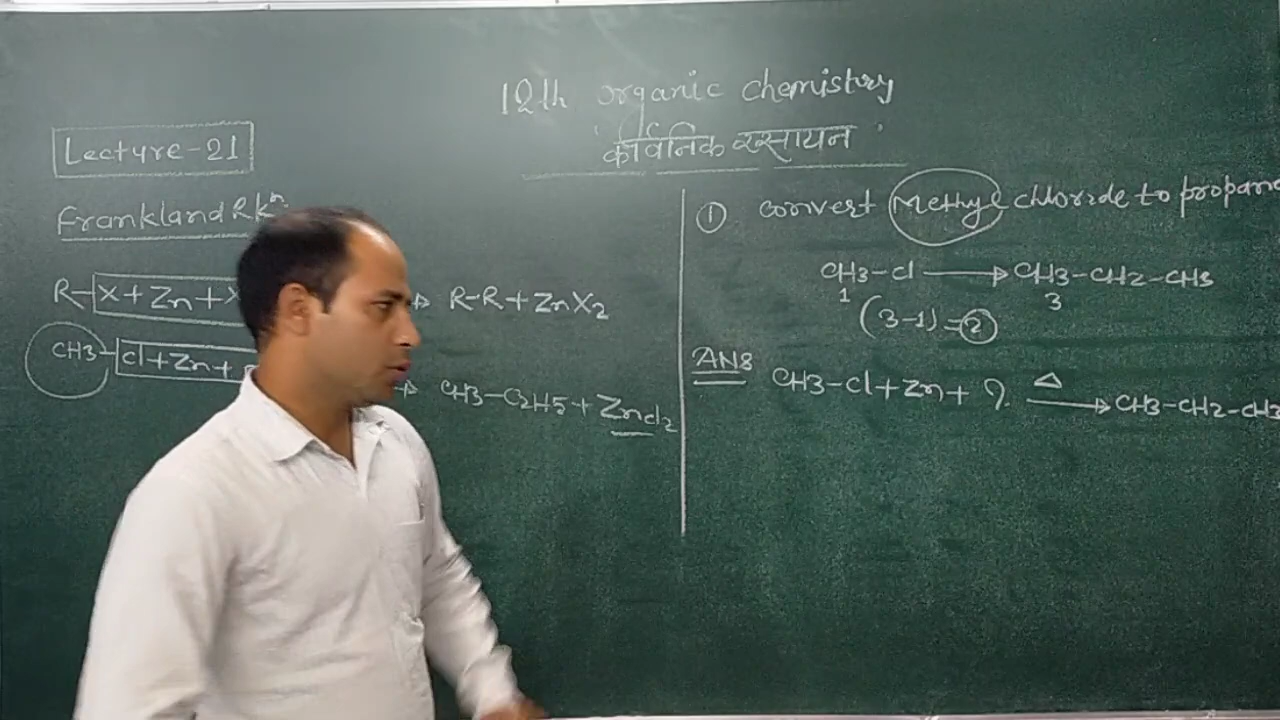 12th organic chemistry
कार्बनिक रसायन
Lecture-21
Frankland Rkn
R-X+Zn+X → R-R+ZnX2
CH3-Cl+Zn+ → CH3-C2H5+ZnCl2
① convert Methyl chloride to propane
CH3-Cl → CH3-CH2-CH3
1 3
(3-1)=2
ANS CH3-Cl+Zn+ ? Δ → CH3-CH2-CH3